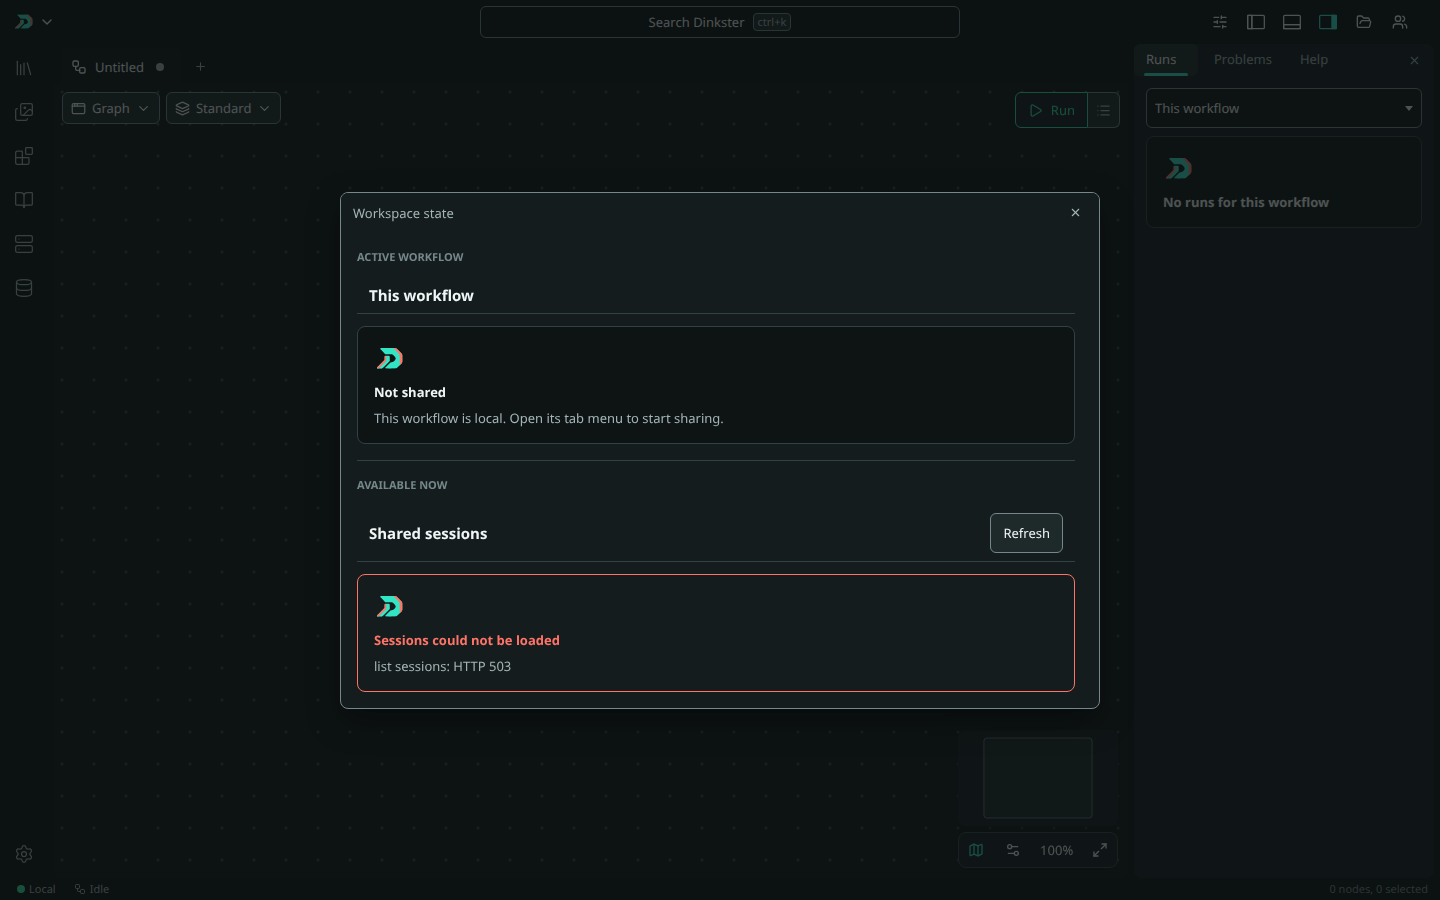 Search Dinkster ctrl+k
Untitled
Graph
Standard
Run
Runs
Problems
Help
This workflow
No runs for this workflow
Workspace state
ACTIVE WORKFLOW
This workflow
Not shared
This workflow is local. Open its tab menu to start sharing.
AVAILABLE NOW
Shared sessions
Refresh
Sessions could not be loaded
list sessions: HTTP 503
100%
Local
Idle
0 nodes, 0 selected